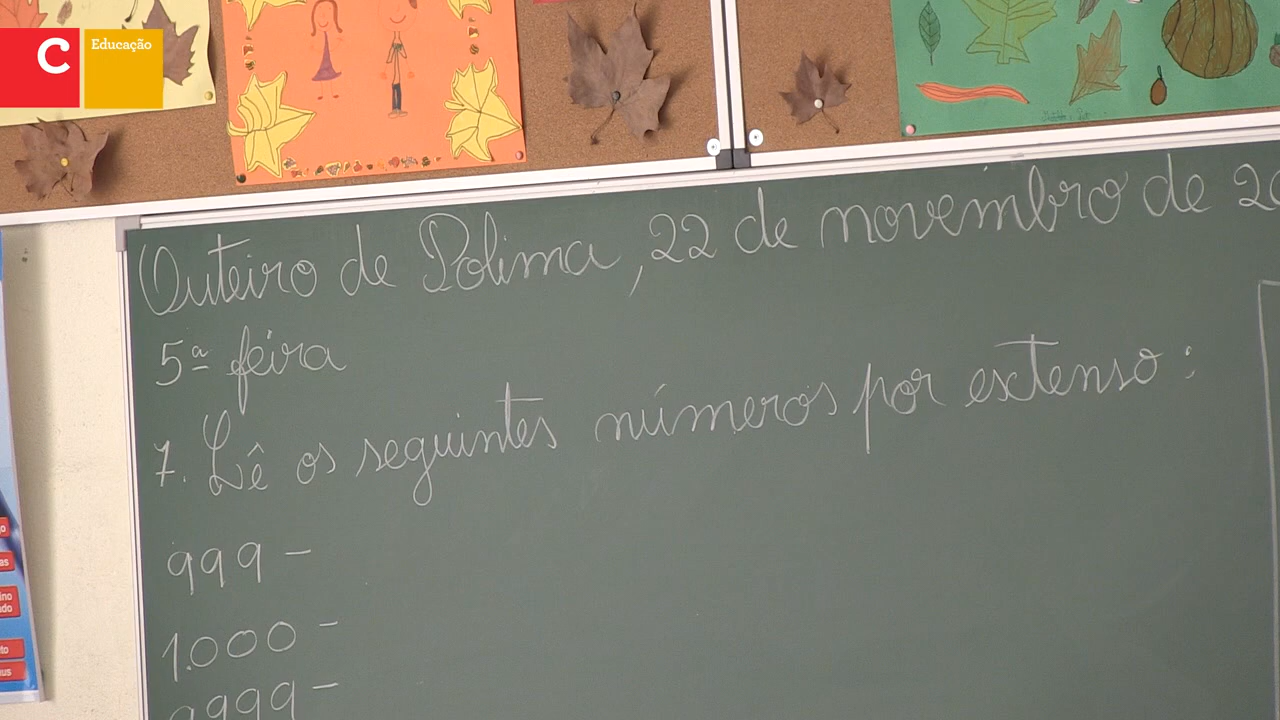 C Educação
Outeiro de Polima, 22 de novembro de 20
5ª feira
1. Lê os seguintes números por extenso:
999 –
1.000 –
9999 –